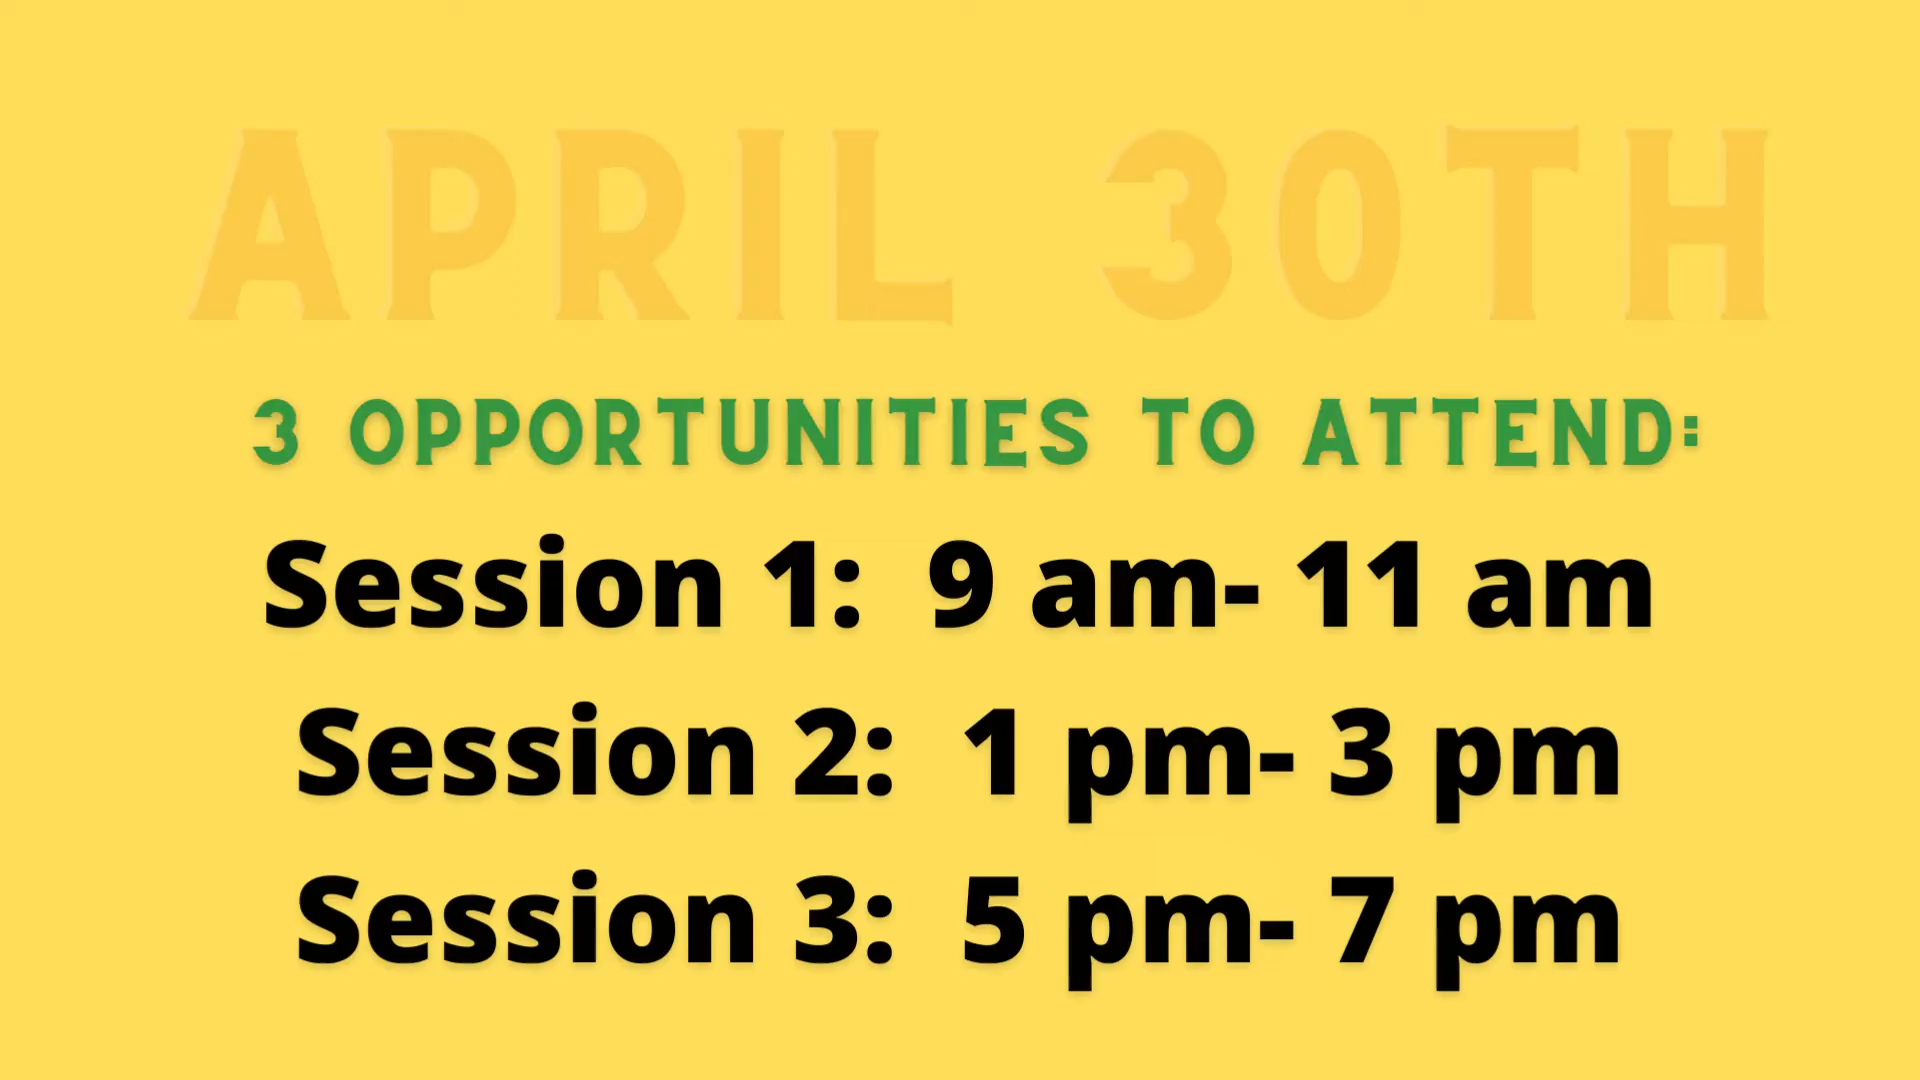 APRIL 30TH
3 OPPORTUNITIES TO ATTEND:
Session 1: 9 am- 11 am
Session 2: 1 pm- 3 pm
Session 3: 5 pm- 7 pm